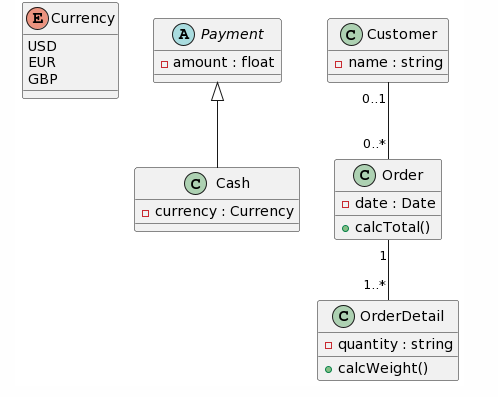 E Currency
USD
EUR
GBP
A Payment
amount : float
C Customer
name : string
0..1
0..*
C Cash
currency : Currency
C Order
date : Date
calcTotal()
1
1..*
C OrderDetail
quantity : string
calcWeight()